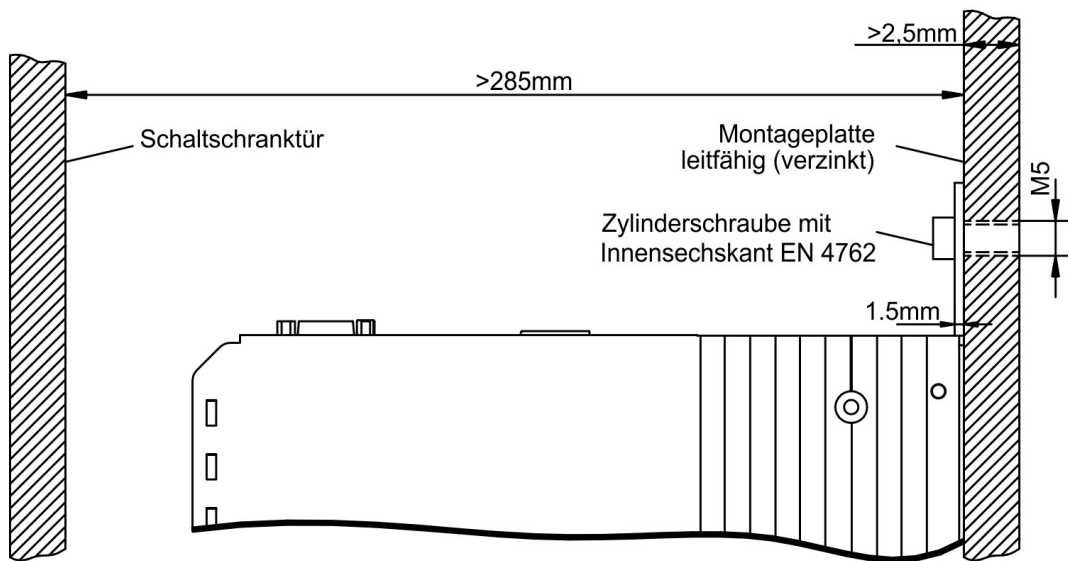 >2,5mm
>285mm
Schaltschranktür
Montageplatte
leitfähig (verzinkt)
M5
Zylinderschraube mit
Innensechskant EN 4762
1.5mm